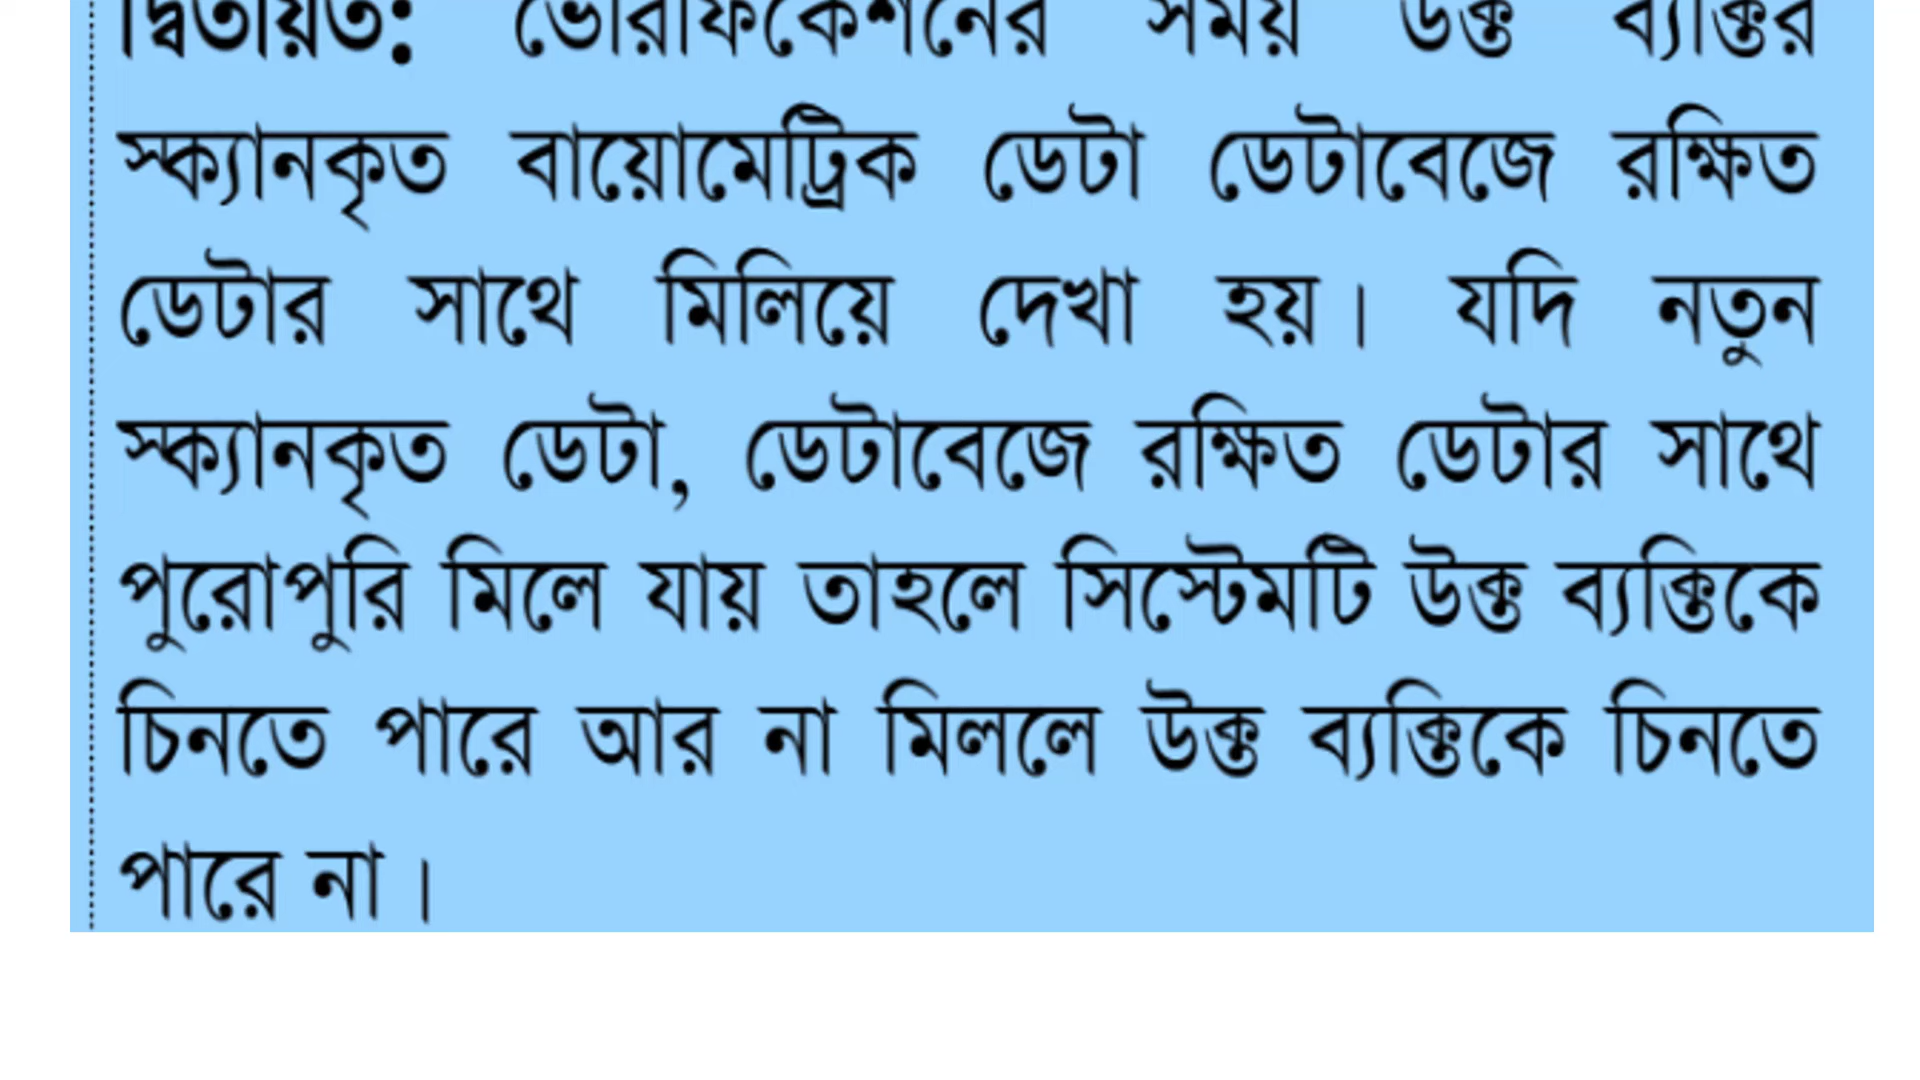 দ্বিতীয়ত: ভেরিফিকেশনের সময় উক্ত ব্যক্তির
স্ক্যানকৃত বায়োমেট্রিক ডেটা ডেটাবেজে রক্ষিত
ডেটার সাথে মিলিয়ে দেখা হয়। যদি নতুন
স্ক্যানকৃত ডেটা, ডেটাবেজে রক্ষিত ডেটার সাথে
পুরোপুরি মিলে যায় তাহলে সিস্টেমটি উক্ত ব্যক্তিকে
চিনতে পারে আর না মিললে উক্ত ব্যক্তিকে চিনতে
পারে না।